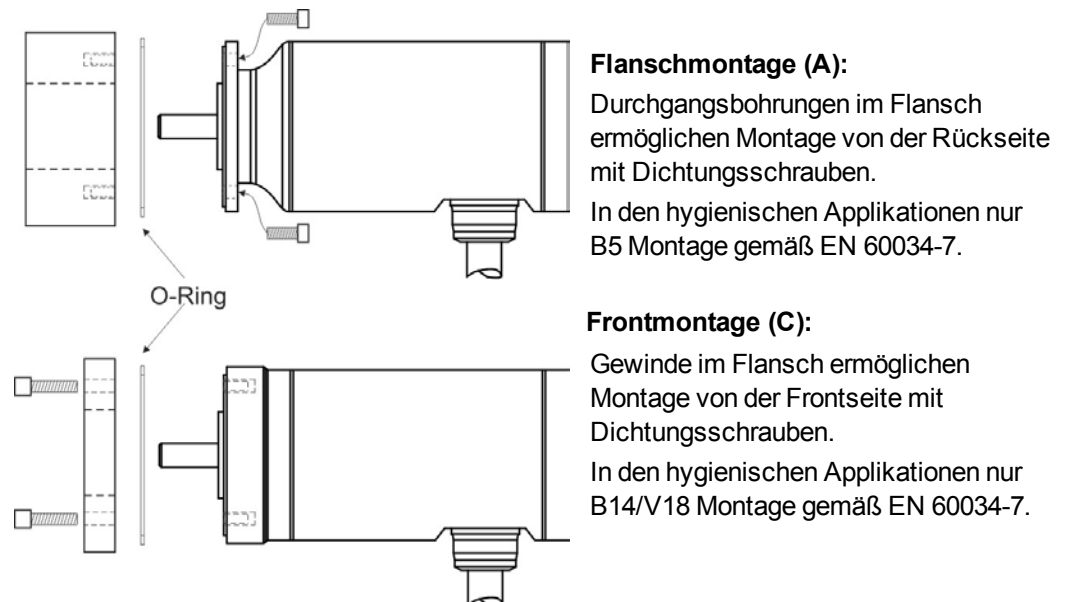 Flanschmontage (A):
Durchgangsbohrungen im Flansch
ermöglichen Montage von der Rückseite
mit Dichtungsschrauben.
In den hygienischen Applikationen nur
B5 Montage gemäß EN 60034-7.
O-Ring
Frontmontage (C):
Gewinde im Flansch ermöglichen
Montage von der Frontseite mit
Dichtungsschrauben.
In den hygienischen Applikationen nur
B14/V18 Montage gemäß EN 60034-7.